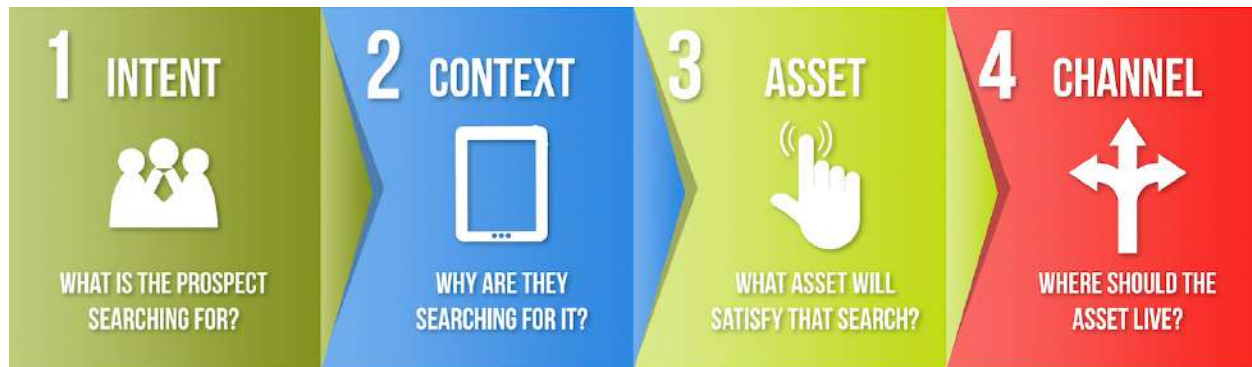 1 INTENT
WHAT IS THE PROSPECT
SEARCHING FOR?
2 CONTEXT
WHY ARE THEY
SEARCHING FOR IT?
3 ASSET
WHAT ASSET WILL
SATISFY THAT SEARCH?
4 CHANNEL
WHERE SHOULD THE
ASSET LIVE?